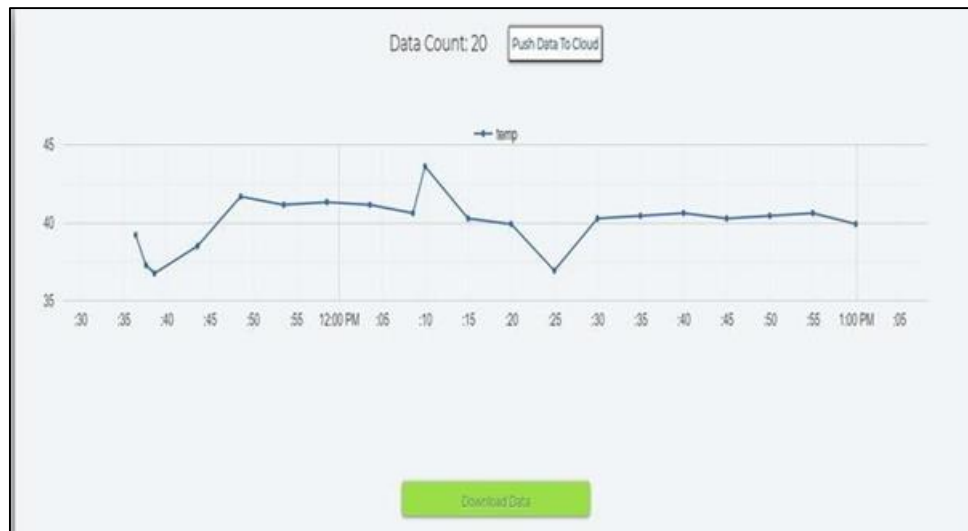 Data Count: 20 Push Data To Cloud
temp
45
40
35
:30 :35 :40 :45 :50 :55 12:00 PM :05 :10 :15 :20 :25 :30 :35 :40 :45 :50 :55 1:00 PM :05
Download Data